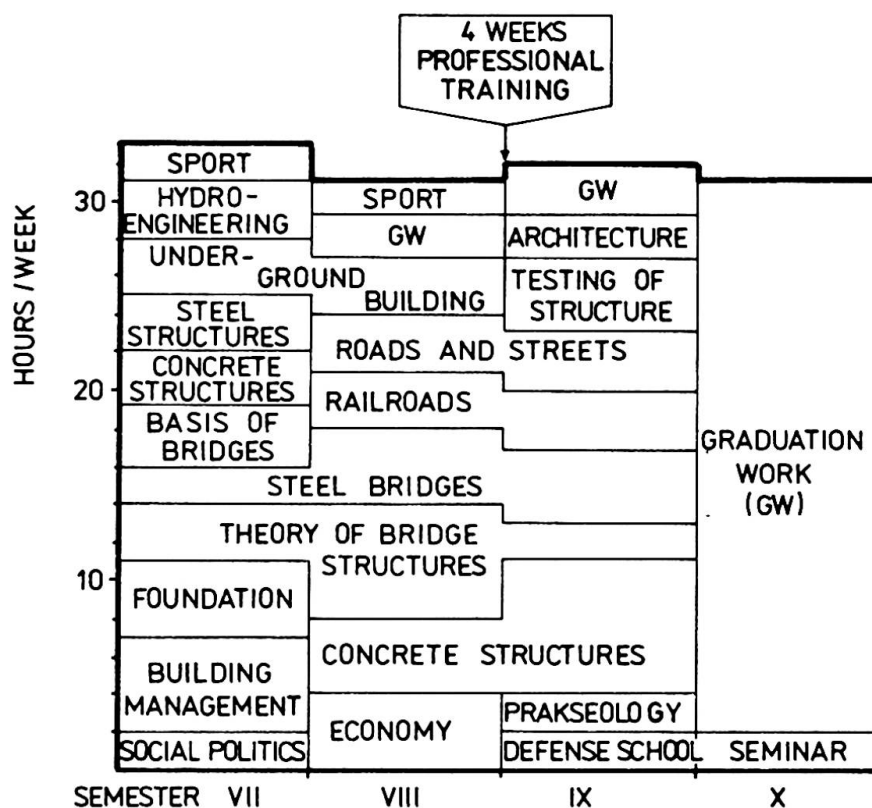 4 WEEKS
PROFESSIONAL
TRAINING
HOURS/WEEK
30
20
10
SPORT
HYDRO-
ENGINEERING
UNDER-
GROUND
BUILDING
STEEL
STRUCTURES
CONCRETE
STRUCTURES
BASIS OF
BRIDGES
STEEL BRIDGES
THEORY OF BRIDGE
STRUCTURES
FOUNDATION
BUILDING
MANAGEMENT
SOCIAL POLITICS
SPORT
GW
ROADS AND STREETS
RAILROADS
CONCRETE STRUCTURES
ECONOMY
GW
ARCHITECTURE
TESTING OF
STRUCTURE
PRAKSEOLOGY
DEFENSE SCHOOL
GRADUATION
WORK
(GW)
SEMINAR
SEMESTER VII VIII IX X